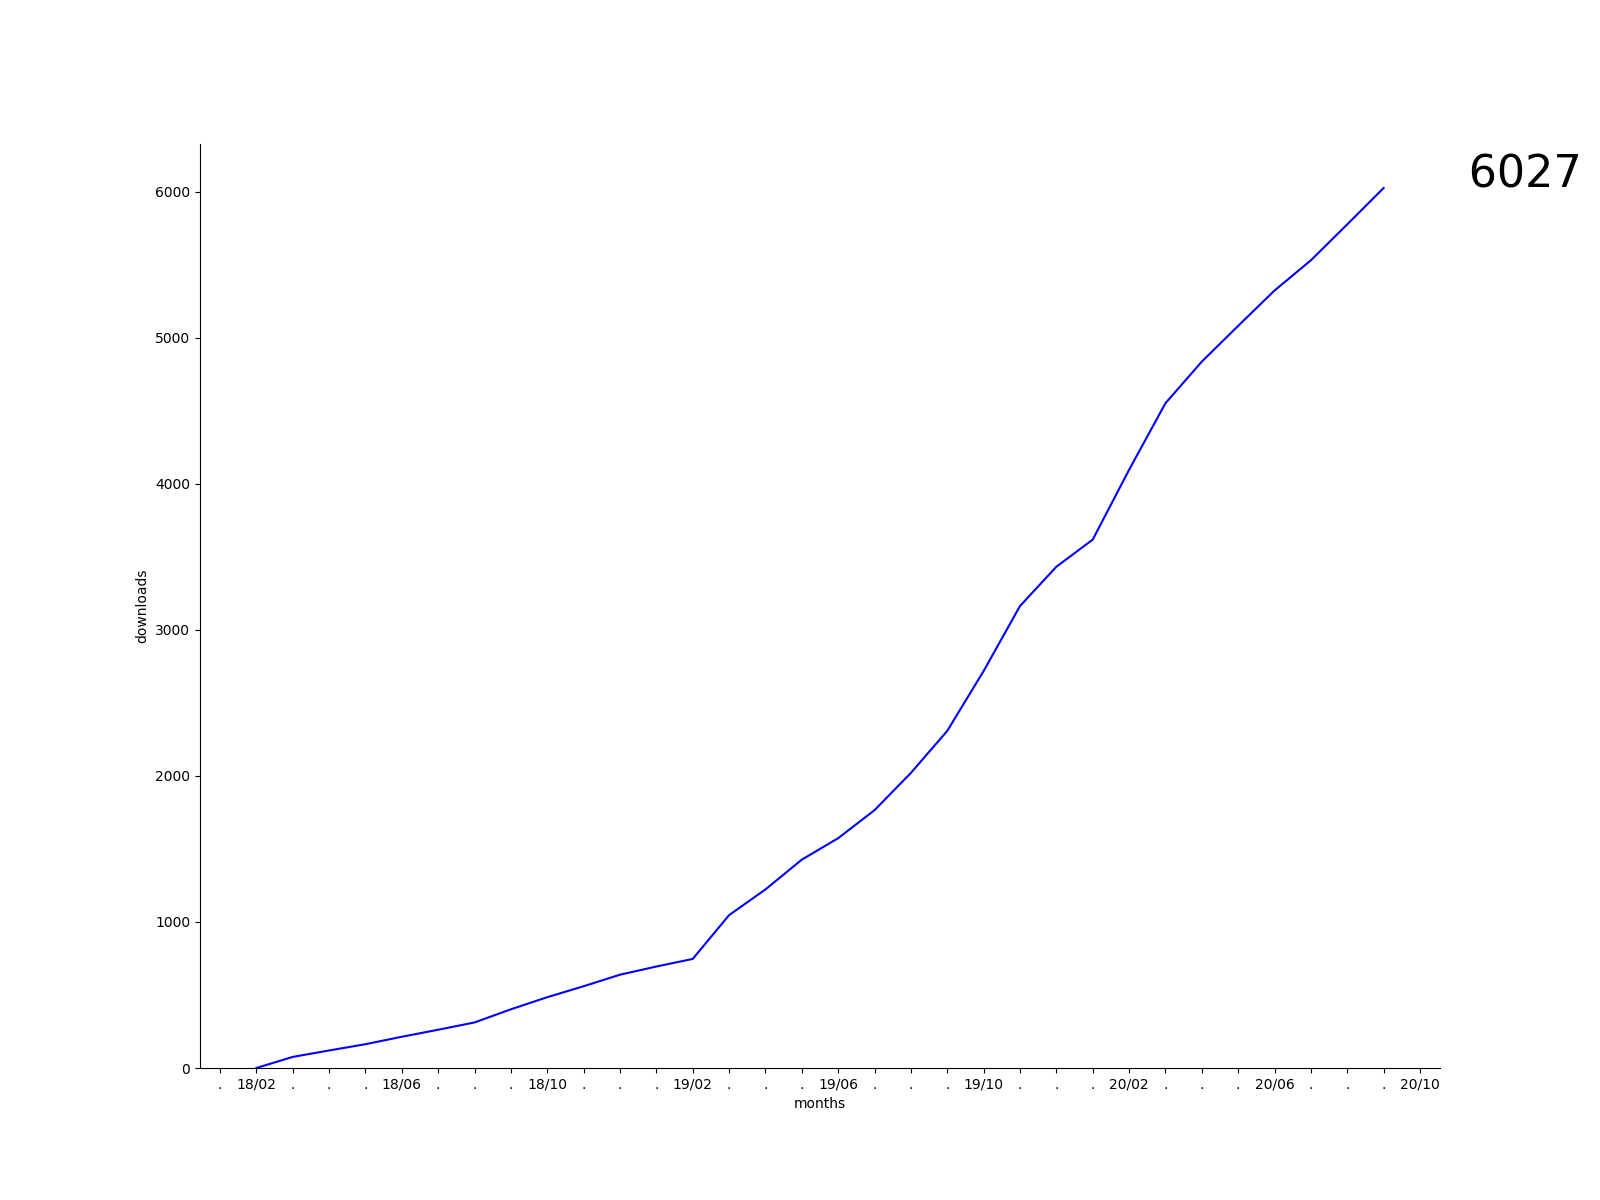 6027
6000
5000
4000
3000
2000
1000
0
downloads
. 18/02 . . . 18/06 . . . 18/10 . . . 19/02 . . . 19/06 . . . 19/10 . . . 20/02 . . . 20/06 . . . 20/10
months